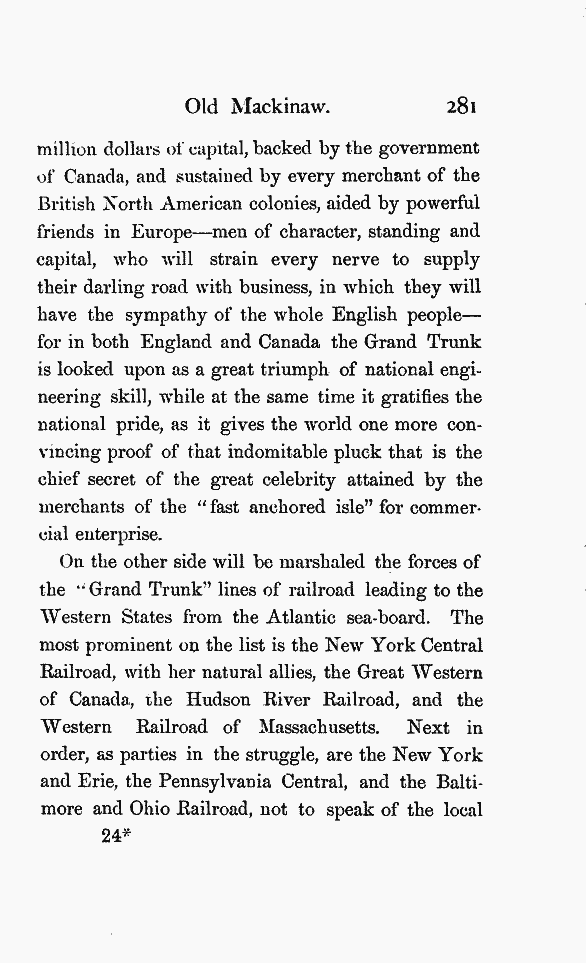 Old Mackinaw. 281
million dollars of capital, backed by the government
of Canada, and sustained by every merchant of the
British North American colonies, aided by powerful
friends in Europe—men of character, standing and
capital, who will strain every nerve to supply
their darling road with business, in which they will
have the sympathy of the whole English people—
for in both England and Canada the Grand Trunk
is looked upon as a great triumph of national engi-
neering skill, while at the same time it gratifies the
national pride, as it gives the world one more con-
vincing proof of that indomitable pluck that is the
chief secret of the great celebrity attained by the
merchants of the “fast anchored isle” for commer-
cial enterprise.
On the other side will be marshaled the forces of
the “Grand Trunk” lines of railroad leading to the
Western States from the Atlantic sea-board. The
most prominent on the list is the New York Central
Railroad, with her natural allies, the Great Western
of Canada, the Hudson River Railroad, and the
Western Railroad of Massachusetts. Next in
order, as parties in the struggle, are the New York
and Erie, the Pennsylvania Central, and the Balti-
more and Ohio Railroad, not to speak of the local
24*